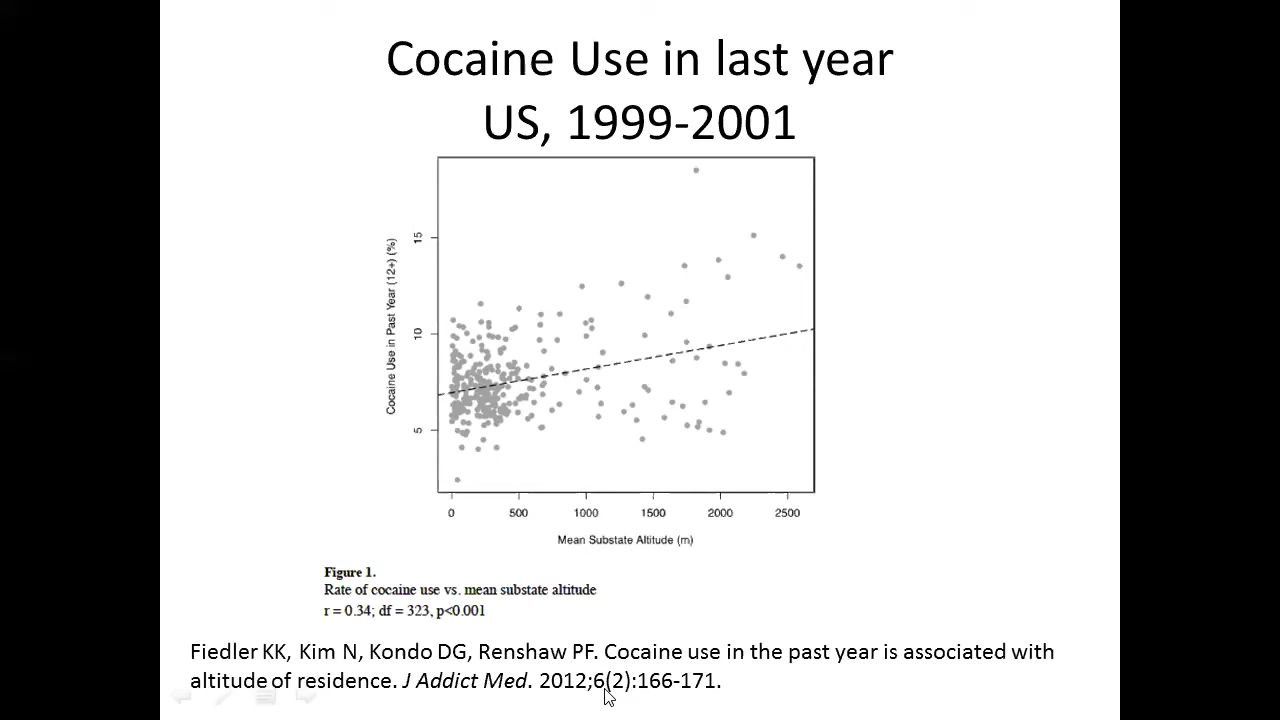 Cocaine Use in last year
US, 1999-2001
Cocaine Use in Past Year (12+) (%)
15
10
5
0 500 1000 1500 2000 2500
Mean Substate Altitude (m)
Figure 1.
Rate of cocaine use vs. mean substate altitude
r = 0.34; df = 323, p<0.001
Fiedler KK, Kim N, Kondo DG, Renshaw PF. Cocaine use in the past year is associated with
altitude of residence. J Addict Med. 2012;6(2):166-171.